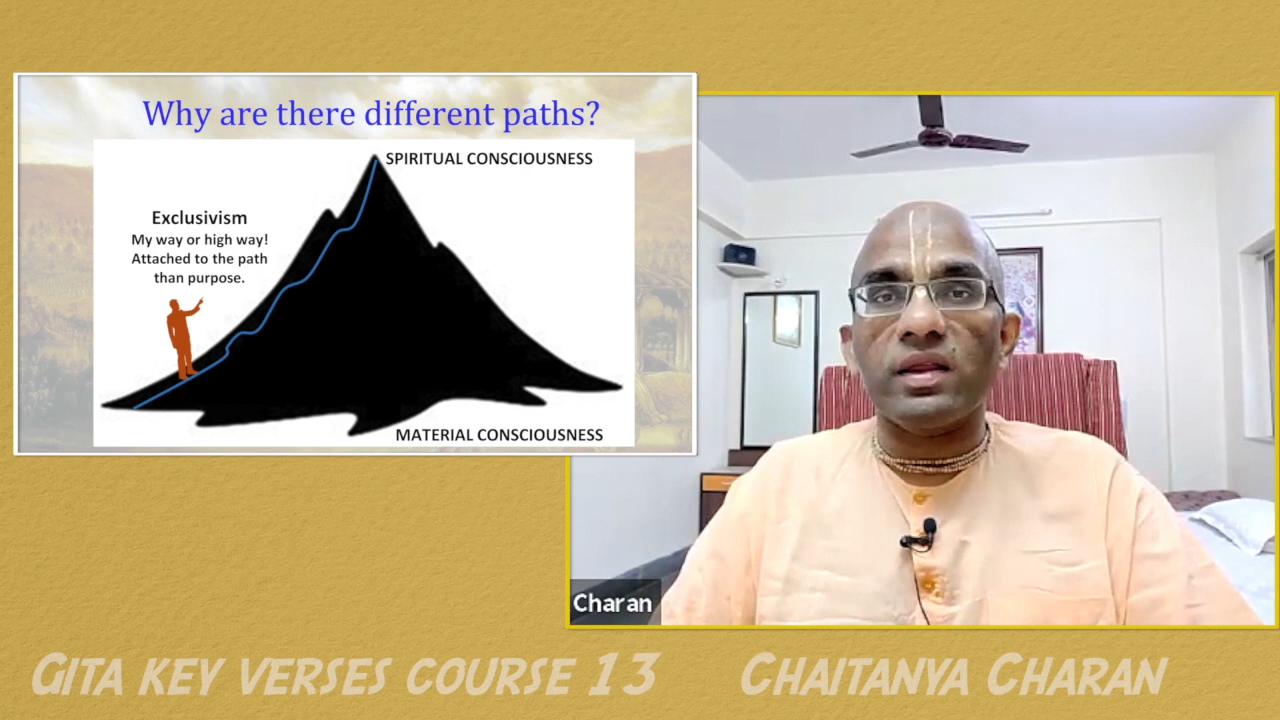 Why are there different paths?
SPIRITUAL CONSCIOUSNESS
Exclusivism
My way or high way!
Attached to the path
than purpose.
MATERIAL CONSCIOUSNESS
Charan
GITA KEY VERSES COURSE 13
CHAITANYA CHARAN